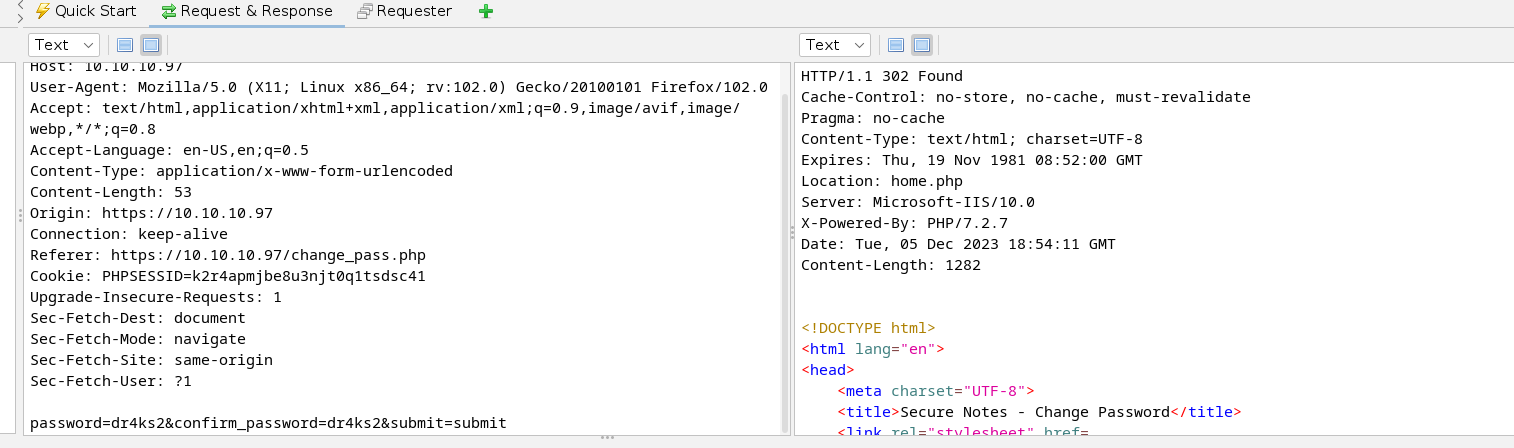 Quick Start Request & Response Requester
Text
Host: 10.10.10.97
User-Agent: Mozilla/5.0 (X11; Linux x86_64; rv:102.0) Gecko/20100101 Firefox/102.0
Accept: text/html,application/xhtml+xml,application/xml;q=0.9,image/avif,image/
webp,*/*;q=0.8
Accept-Language: en-US,en;q=0.5
Content-Type: application/x-www-form-urlencoded
Content-Length: 53
Origin: https://10.10.10.97
Connection: keep-alive
Referer: https://10.10.10.97/change_pass.php
Cookie: PHPSESSID=k2r4apmjbe8u3njt0q1tsdsc41
Upgrade-Insecure-Requests: 1
Sec-Fetch-Dest: document
Sec-Fetch-Mode: navigate
Sec-Fetch-Site: same-origin
Sec-Fetch-User: ?1
password=dr4ks2&confirm_password=dr4ks2&submit=submit
Text
HTTP/1.1 302 Found
Cache-Control: no-store, no-cache, must-revalidate
Pragma: no-cache
Content-Type: text/html; charset=UTF-8
Expires: Thu, 19 Nov 1981 08:52:00 GMT
Location: home.php
Server: Microsoft-IIS/10.0
X-Powered-By: PHP/7.2.7
Date: Tue, 05 Dec 2023 18:54:11 GMT
Content-Length: 1282
<!DOCTYPE html>
<html lang="en">
<head>
<meta charset="UTF-8">
<title>Secure Notes - Change Password</title>
<link rel="stylesheet" href=